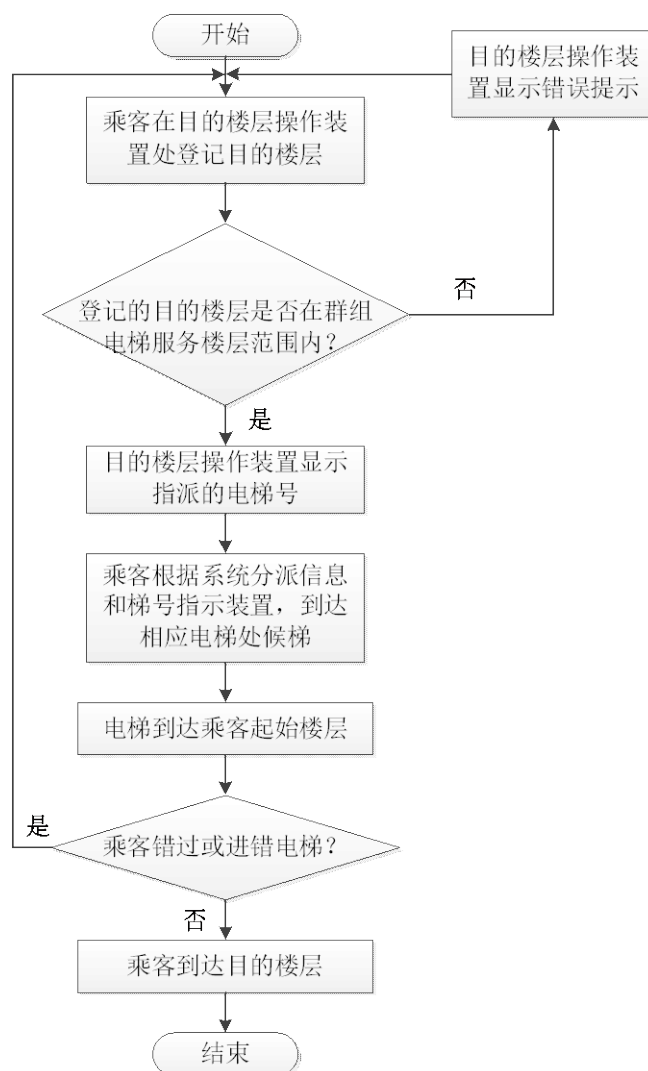 开始
目的楼层操作装
置显示错误提示
乘客在目的楼层操作装
置处登记目的楼层
否
登记的目的楼层是否在群组
电梯服务楼层范围内？
是
目的楼层操作装置显示
指派的电梯号
乘客根据系统分派信息
和梯号指示装置，到达
相应电梯处候梯
电梯到达乘客起始楼层
是
乘客错过或进错电梯？
否
乘客到达目的楼层
结束